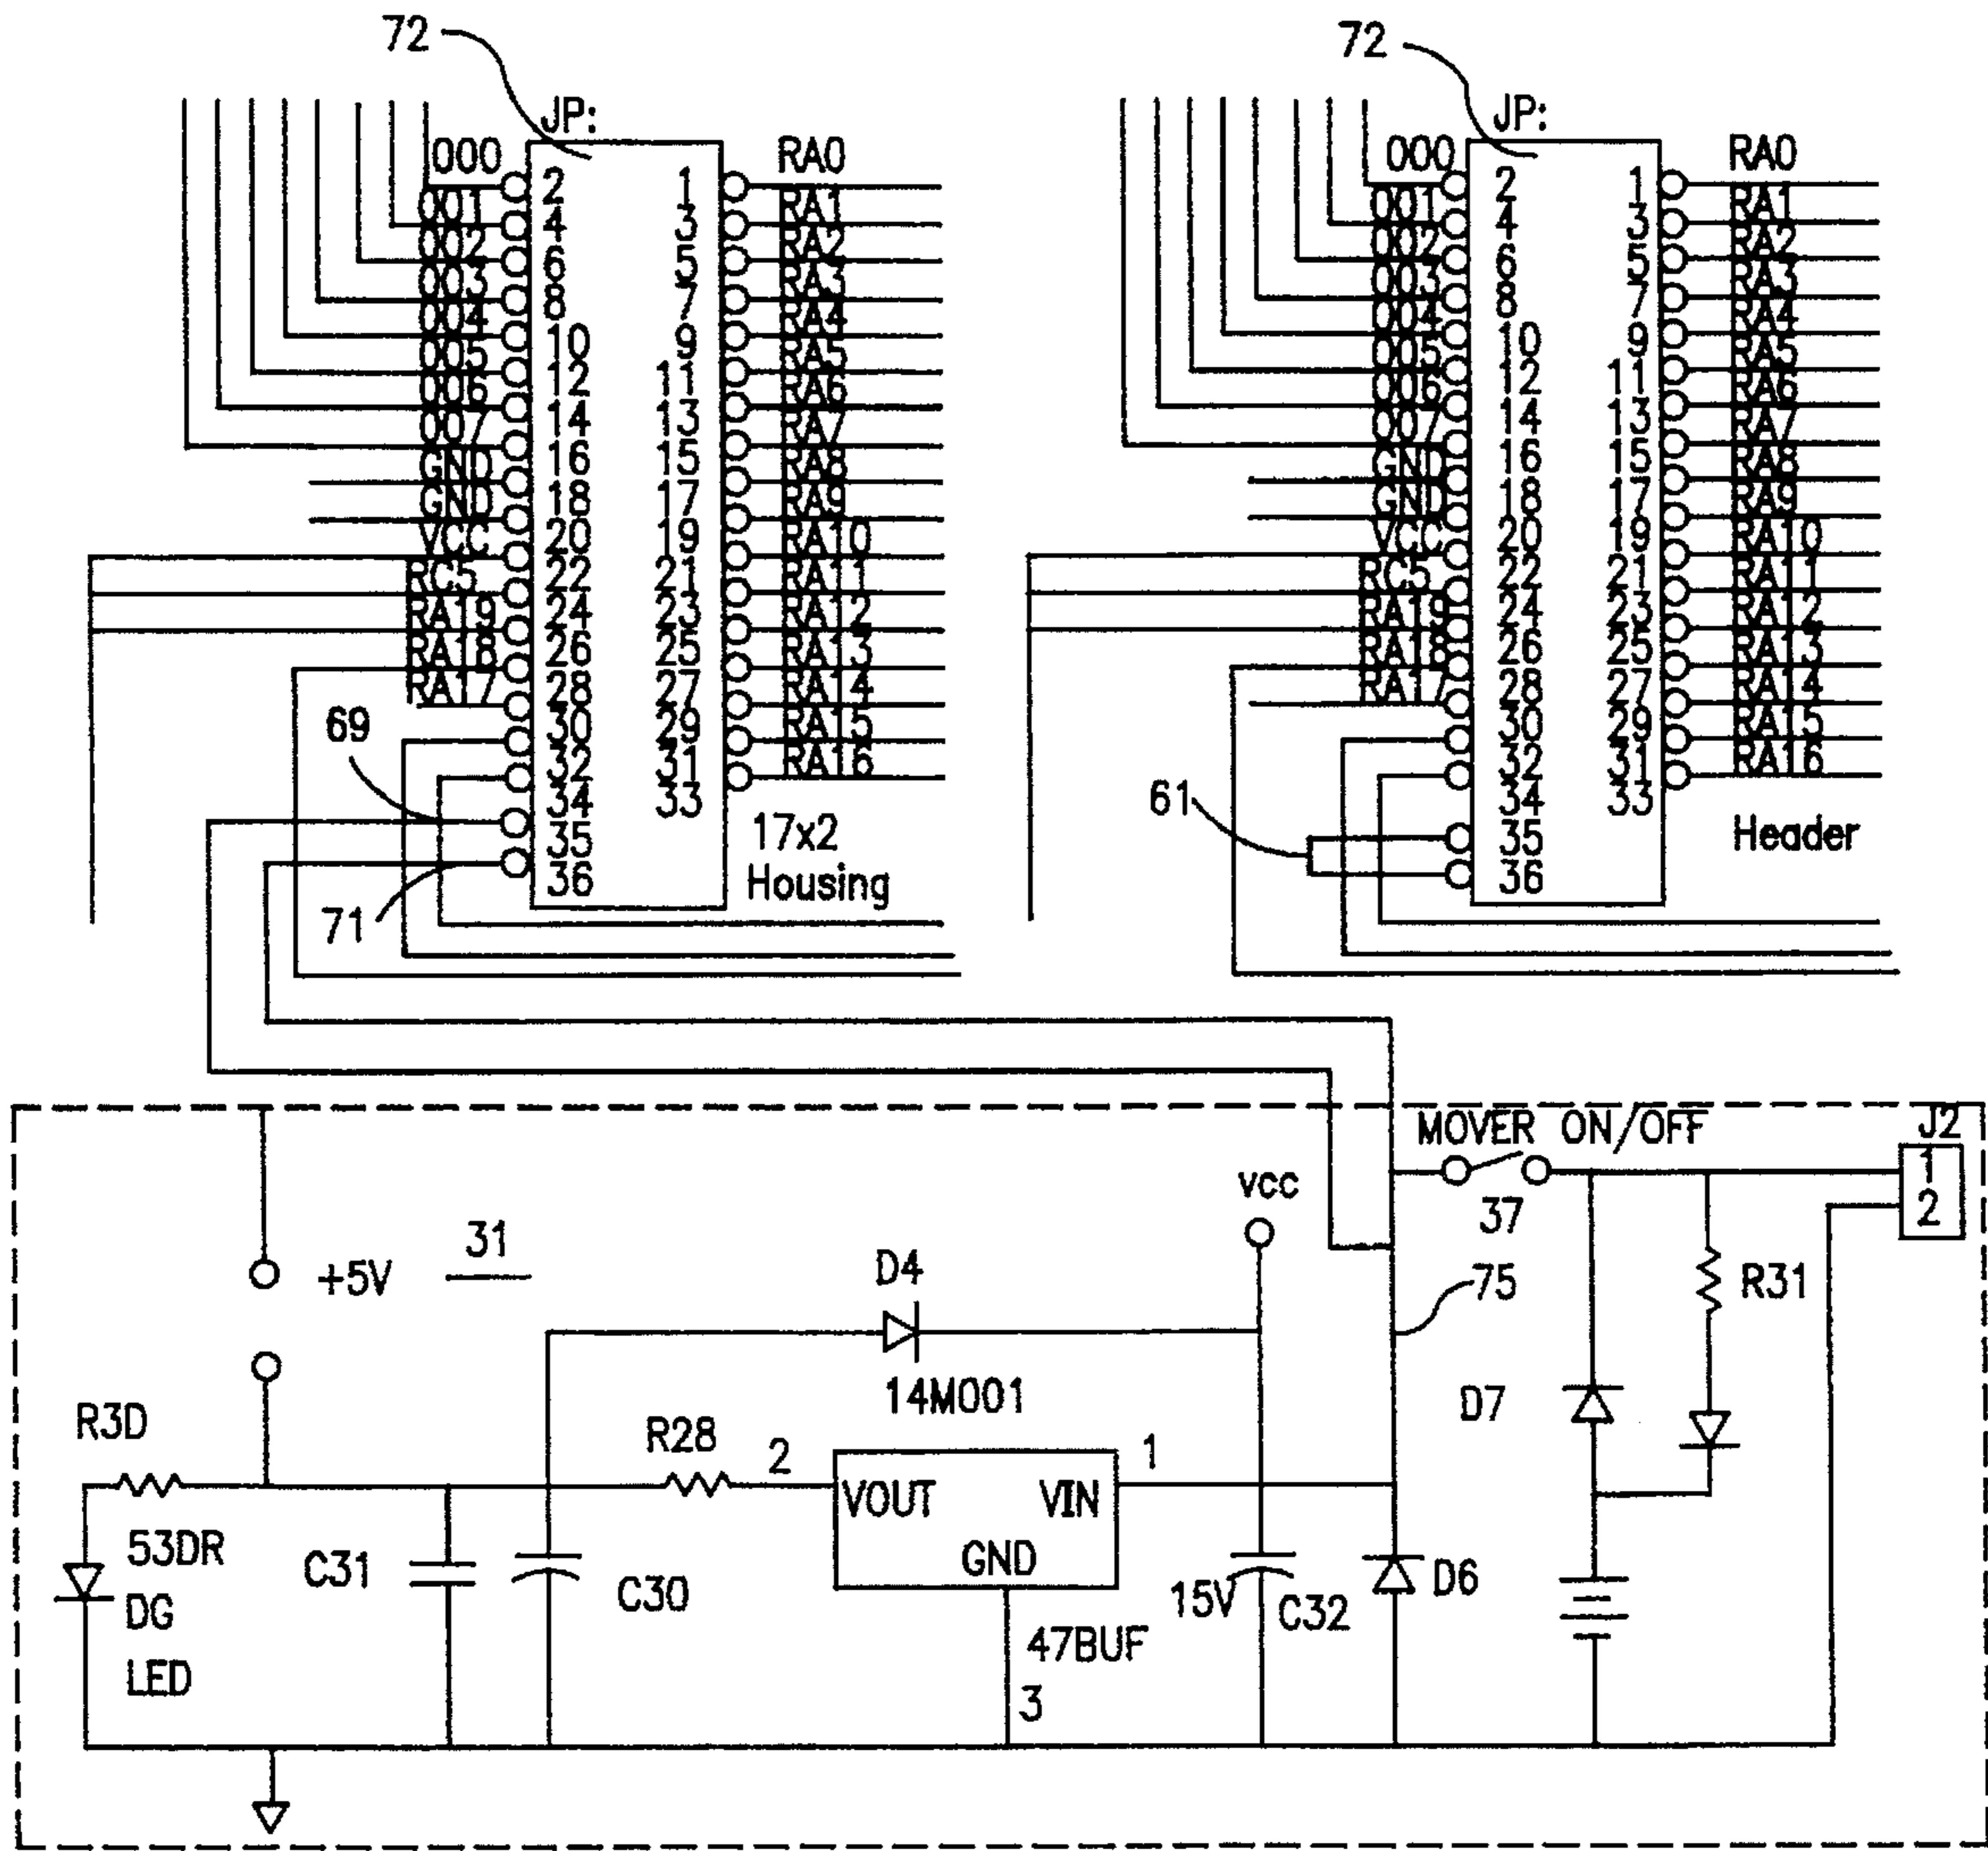 72
JP:
000
001
002
003
004
005
006
007
GND
GND
VCC
RC5
RA19
RA18
RA17
2
4
6
8
10
12
14
16
18
20
22
24
26
28
30
32
34
35
36
1
3
5
7
9
11
13
15
17
19
21
23
25
27
29
31
33
RA0
RA1
RA2
RA3
RA4
RA5
RA6
RA7
RA8
RA9
RA10
RA11
RA12
RA13
RA14
RA15
RA16
69
71
17x2
Housing
72
JP:
000
001
002
003
004
005
006
007
GND
GND
VCC
RC5
RA19
RA18
RA17
2
4
6
8
10
12
14
16
18
20
22
24
26
28
30
32
34
35
36
1
3
5
7
9
11
13
15
17
19
21
23
25
27
29
31
33
RA0
RA1
RA2
RA3
RA4
RA5
RA6
RA7
RA8
RA9
RA10
RA11
RA12
RA13
RA14
RA15
RA16
61
Header
MOVER ON/OFF
J2
1
2
37
vcc
31
+5V
D4
75
R31
14M001
D7
R3D
R28
2
1
VOUT
VIN
GND
53DR
DG
LED
C31
C30
15V
C32
D6
47BUF
3